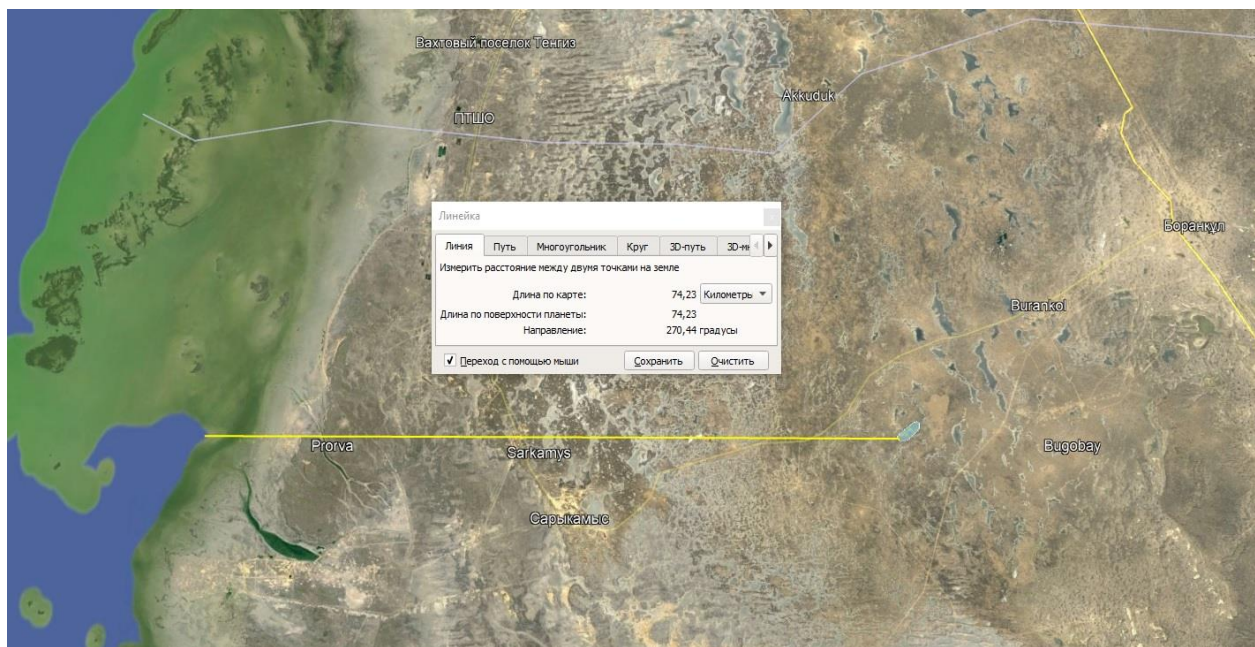 Вахтовый поселок Тенгиз
Akkuduk
ПТШО
Линейка
Линия Путь Многоугольник Круг 3D-путь
Измерить расстояние между двумя точками на земле
Длина по карте: 74,23 Километры
Длина по поверхности планеты: 74,23
Направление: 270,44 градусы
Переход с помощью мыши Сохранить Очистить
Боранкул
Burankol
Prorva
Sarkamys
Bugobay
Сарыкамыс